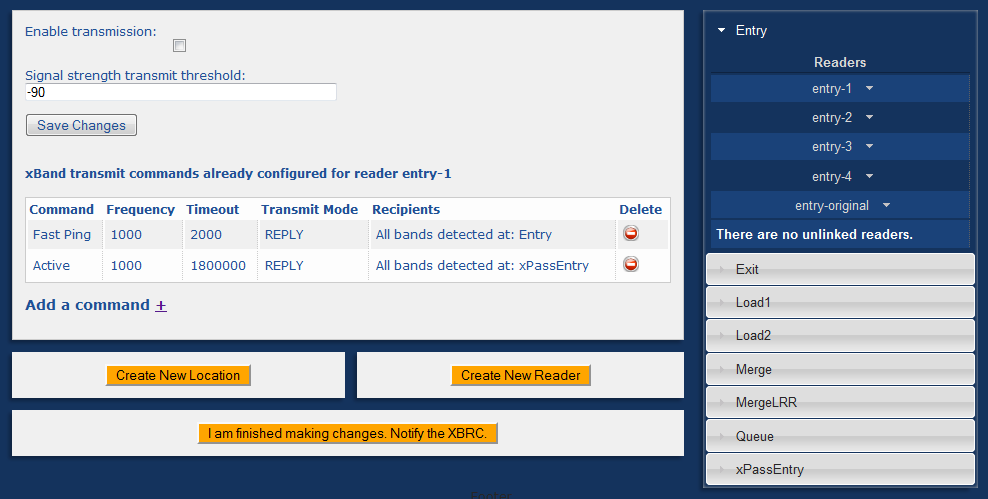 Enable transmission:
Signal strength transmit threshold:
-90
Save Changes
xBand transmit commands already configured for reader entry-1
Command Frequency Timeout Transmit Mode Recipients Delete
Fast Ping 1000 2000 REPLY All bands detected at: Entry
Active 1000 1800000 REPLY All bands detected at: xPassEntry
Add a command +
Create New Location
Create New Reader
I am finished making changes. Notify the XBRC.
Entry
Readers
entry-1
entry-2
entry-3
entry-4
entry-original
There are no unlinked readers.
Exit
Load1
Load2
Merge
MergeLRR
Queue
xPassEntry
Footer